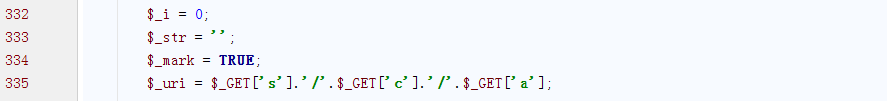 332 $_i = 0;
333 $_str = '';
334 $_mark = TRUE;
335 $_uri = $_GET['s'].'/'.$_GET['c'].'/'.$_GET['a'];